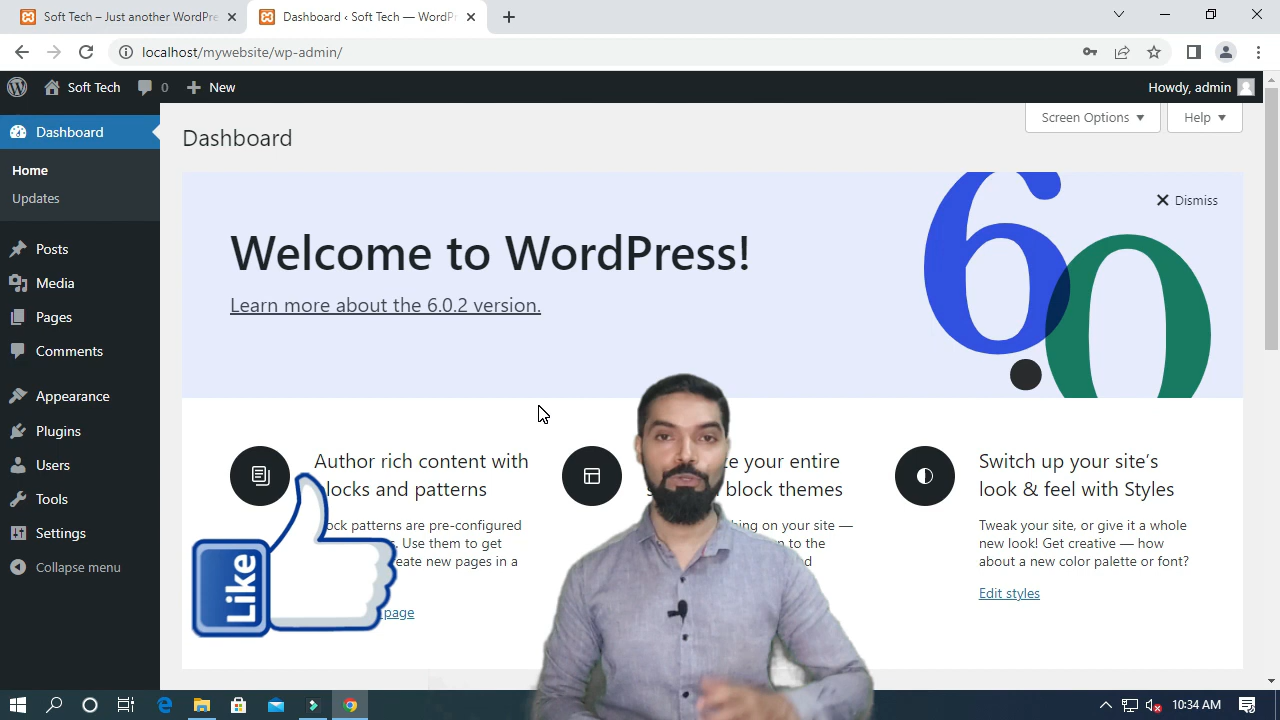 Soft Tech – Just another WordPre
Dashboard ‹ Soft Tech — WordP
localhost/mywebsite/wp-admin/
Soft Tech
0
New
Howdy, admin
Dashboard
Home
Updates
Posts
Media
Pages
Comments
Appearance
Plugins
Users
Tools
Settings
Collapse menu
Dashboard
Screen Options
Help
Dismiss
Welcome to WordPress!
Learn more about the 6.0.2 version.
6.0
Author rich content with
locks and patterns
ock patterns are pre-configured
Use them to get
eate new pages in a
page
Like
e your entire
block themes
hing on your site —
to the
Switch up your site’s
look & feel with Styles
Tweak your site, or give it a whole
new look! Get creative — how
about a new color palette or font?
Edit styles
10:34 AM